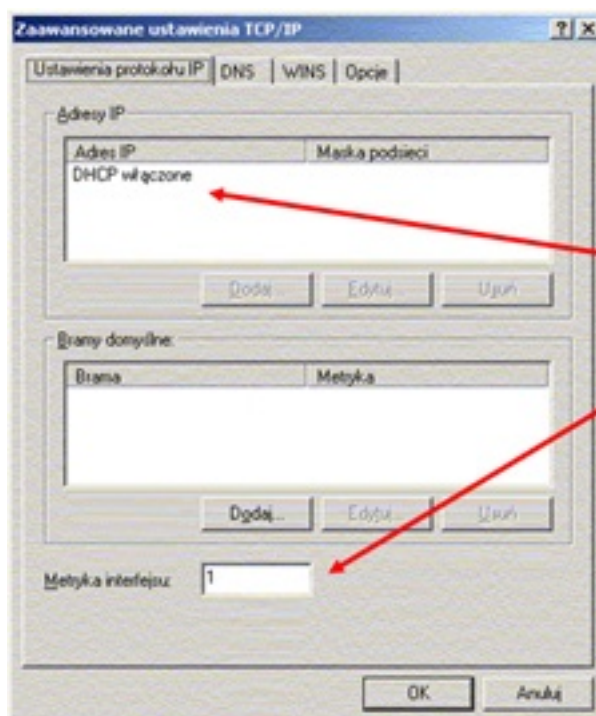 Zaawansowane ustawienia TCP/IP
Ustawienia protokołu IP DNS WINS Opcje
Adresy IP
Adres IP Maska podsieci
DHCP włączone
Dodaj... Edytuj... Usuń
Bramy domyślne:
Brama Metryka
Dodaj... Edytuj... Usuń
Metryka interfejsu: 1
OK Anuluj